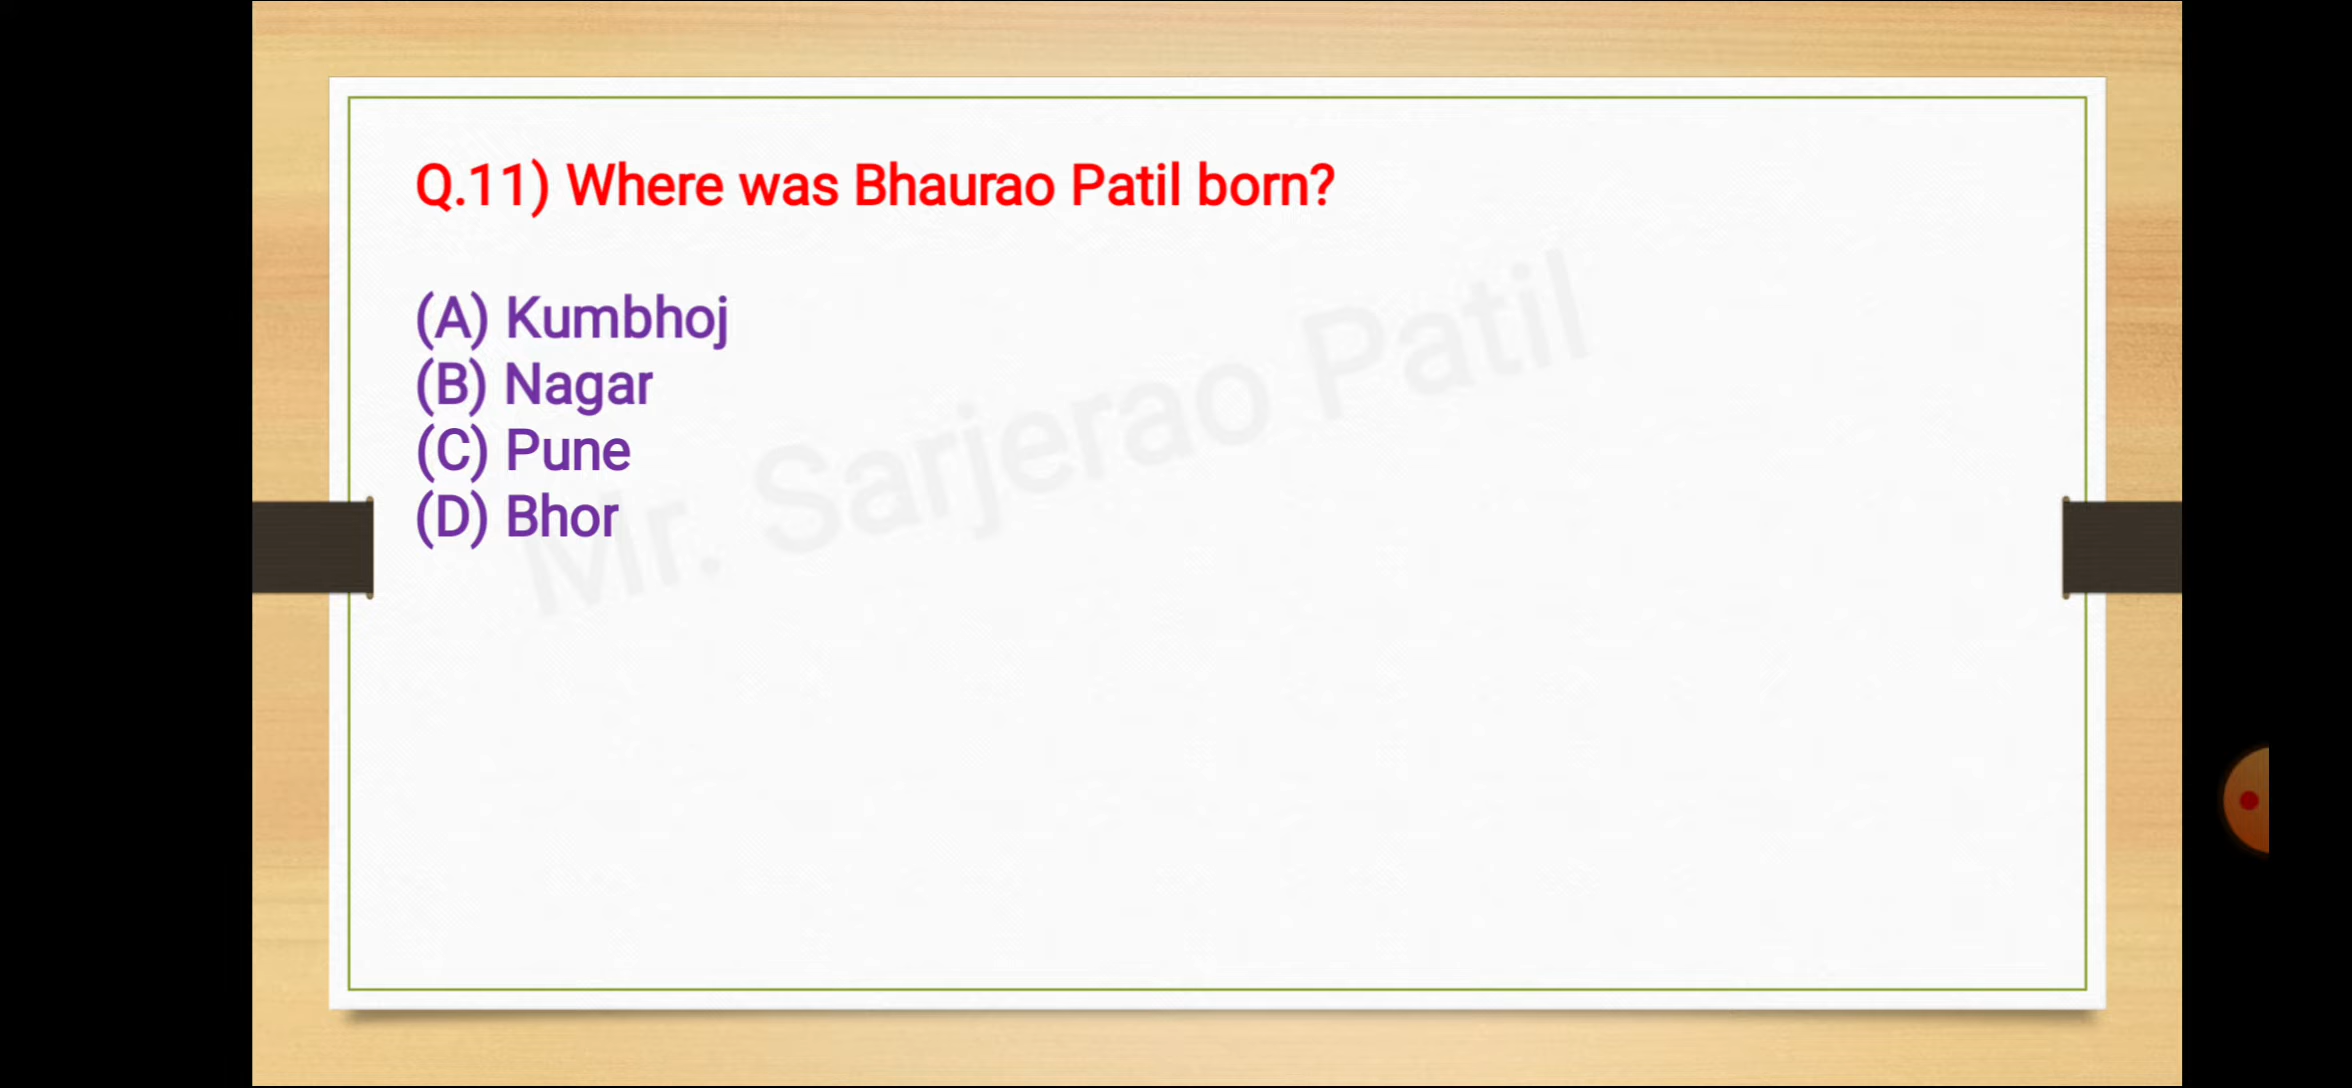 Q.11) Where was Bhaurao Patil born?
(A) Kumbhoj
(B) Nagar
(C) Pune
(D) Bhor
Mr. Sarjerao Patil